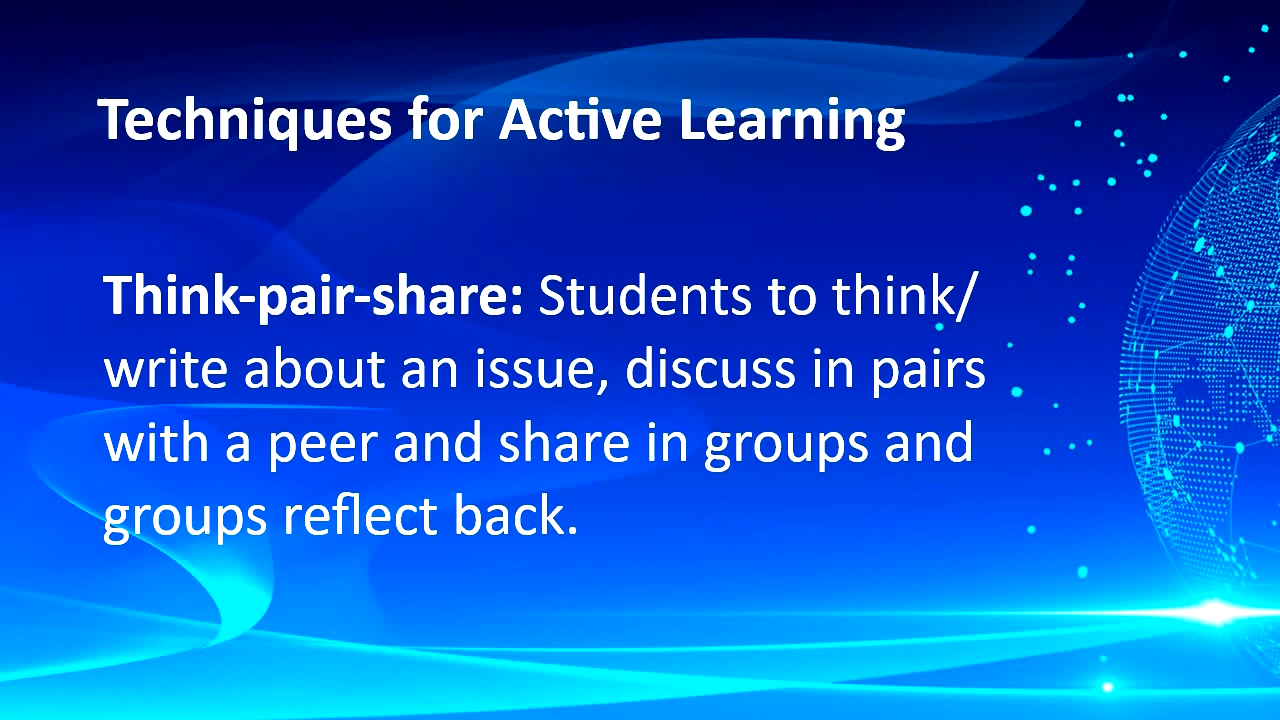 Techniques for Active Learning
Think-pair-share: Students to think/
write about an issue, discuss in pairs
with a peer and share in groups and
groups reflect back.